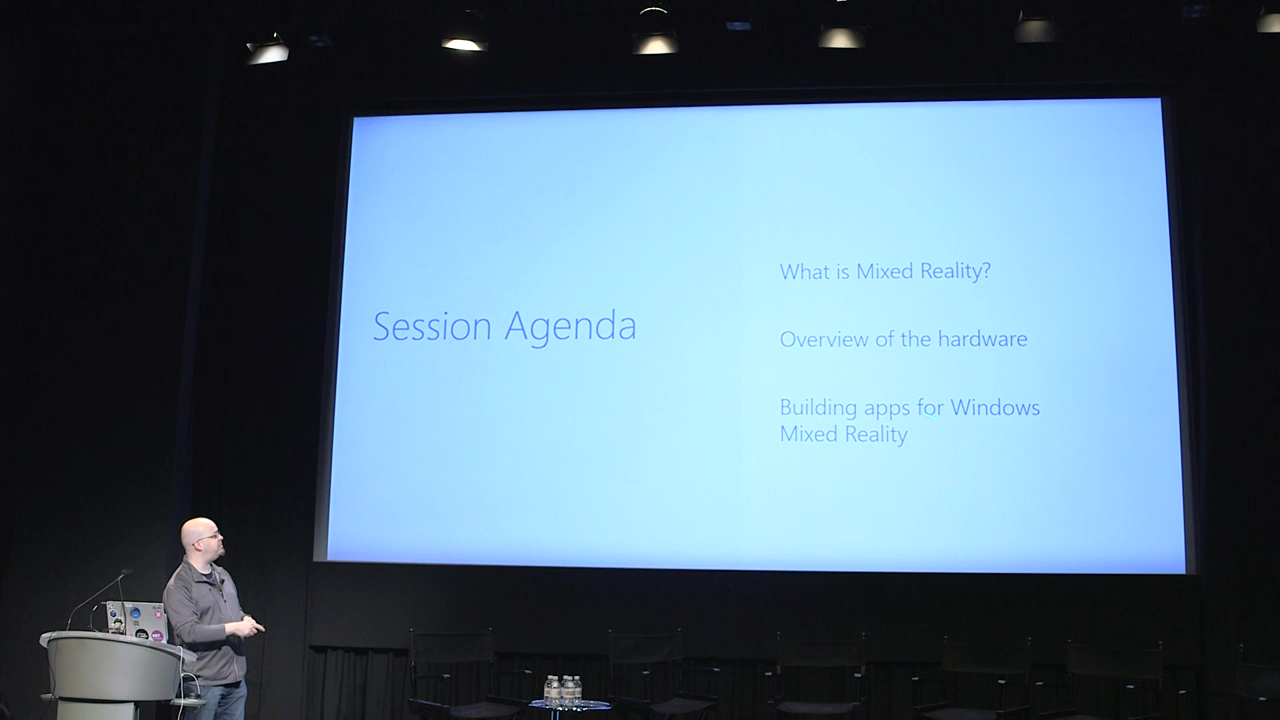 Session Agenda
What is Mixed Reality?
Overview of the hardware
Building apps for Windows
Mixed Reality